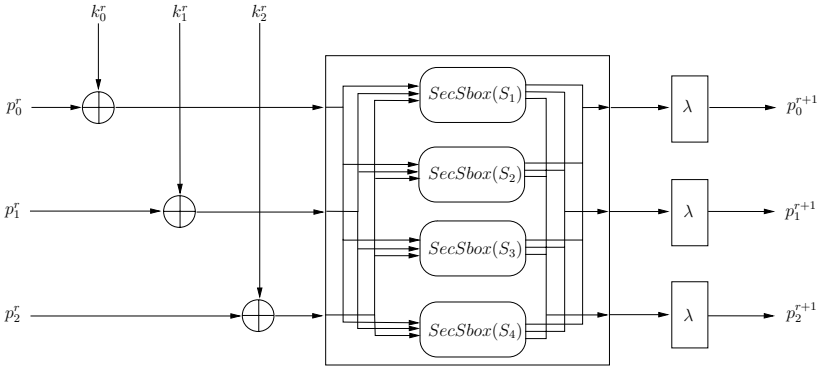 k_0^r k_1^r k_2^r
p_0^r SecSbox(S_1) λ p_0^{r+1}
SecSbox(S_2)
p_1^r λ p_1^{r+1}
SecSbox(S_3)
p_2^r SecSbox(S_4) λ p_2^{r+1}